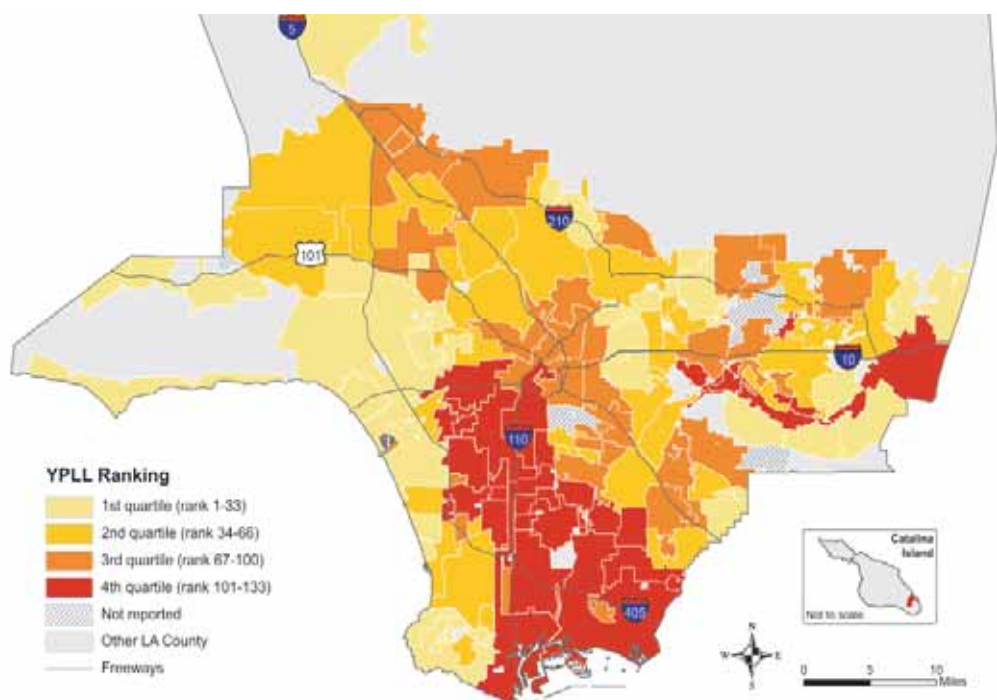 5
210
101
10
1
110
405
YPLL Ranking
1st quartile (rank 1-33)
2nd quartile (rank 34-66)
3rd quartile (rank 67-100)
4th quartile (rank 101-133)
Not reported
Other LA County
Freeways
Catalina
Island
Not to scale
N
W E
S
0 5 10
Miles